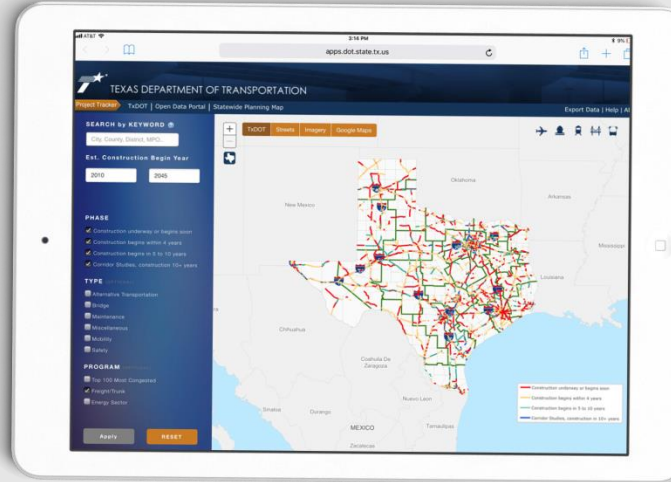 AT&T
3:14 PM
apps.dot.state.tx.us
TEXAS DEPARTMENT OF TRANSPORTATION
Project Tracker TxDOT | Open Data Portal | Statewide Planning Map
Export Data | Help |
SEARCH by KEYWORD
City, County, District, MPO,
Est. Construction Begin Year
2010 2045
PHASE
Construction underway or begins soon
Construction begins within 4 years
Construction begins in 5 to 10 years
Corridor Studies, construction 10+ years
TYPE
Alternative Transportation
Bridge
Maintenance
Miscellaneous
Mobility
Safety
PROGRAM
Top 100 Most Congested
Freight/Trunk
Energy Sector
Apply RESET
+
TxDOT Streets Imagery Google Maps
Oklahoma
New Mexico
Arkansas
Louisiana
Chihuahua
Coahuila De
Zaragoza
Nuevo Leon
Sinaloa
Durango
Tamaulipas
MEXICO
Zacatecas
Construction underway or begins soon
Construction begins within 4 years
Construction begins in 5 to 10 years
Corridor Studies, construction in 10+ years